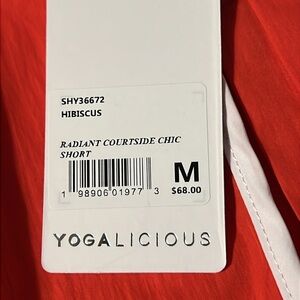 SHY36672
HIBISCUS
RADIANT COURTSIDE CHIC
SHORT
M
1 98906 01977 3
$68.00
YOGALICIOUS